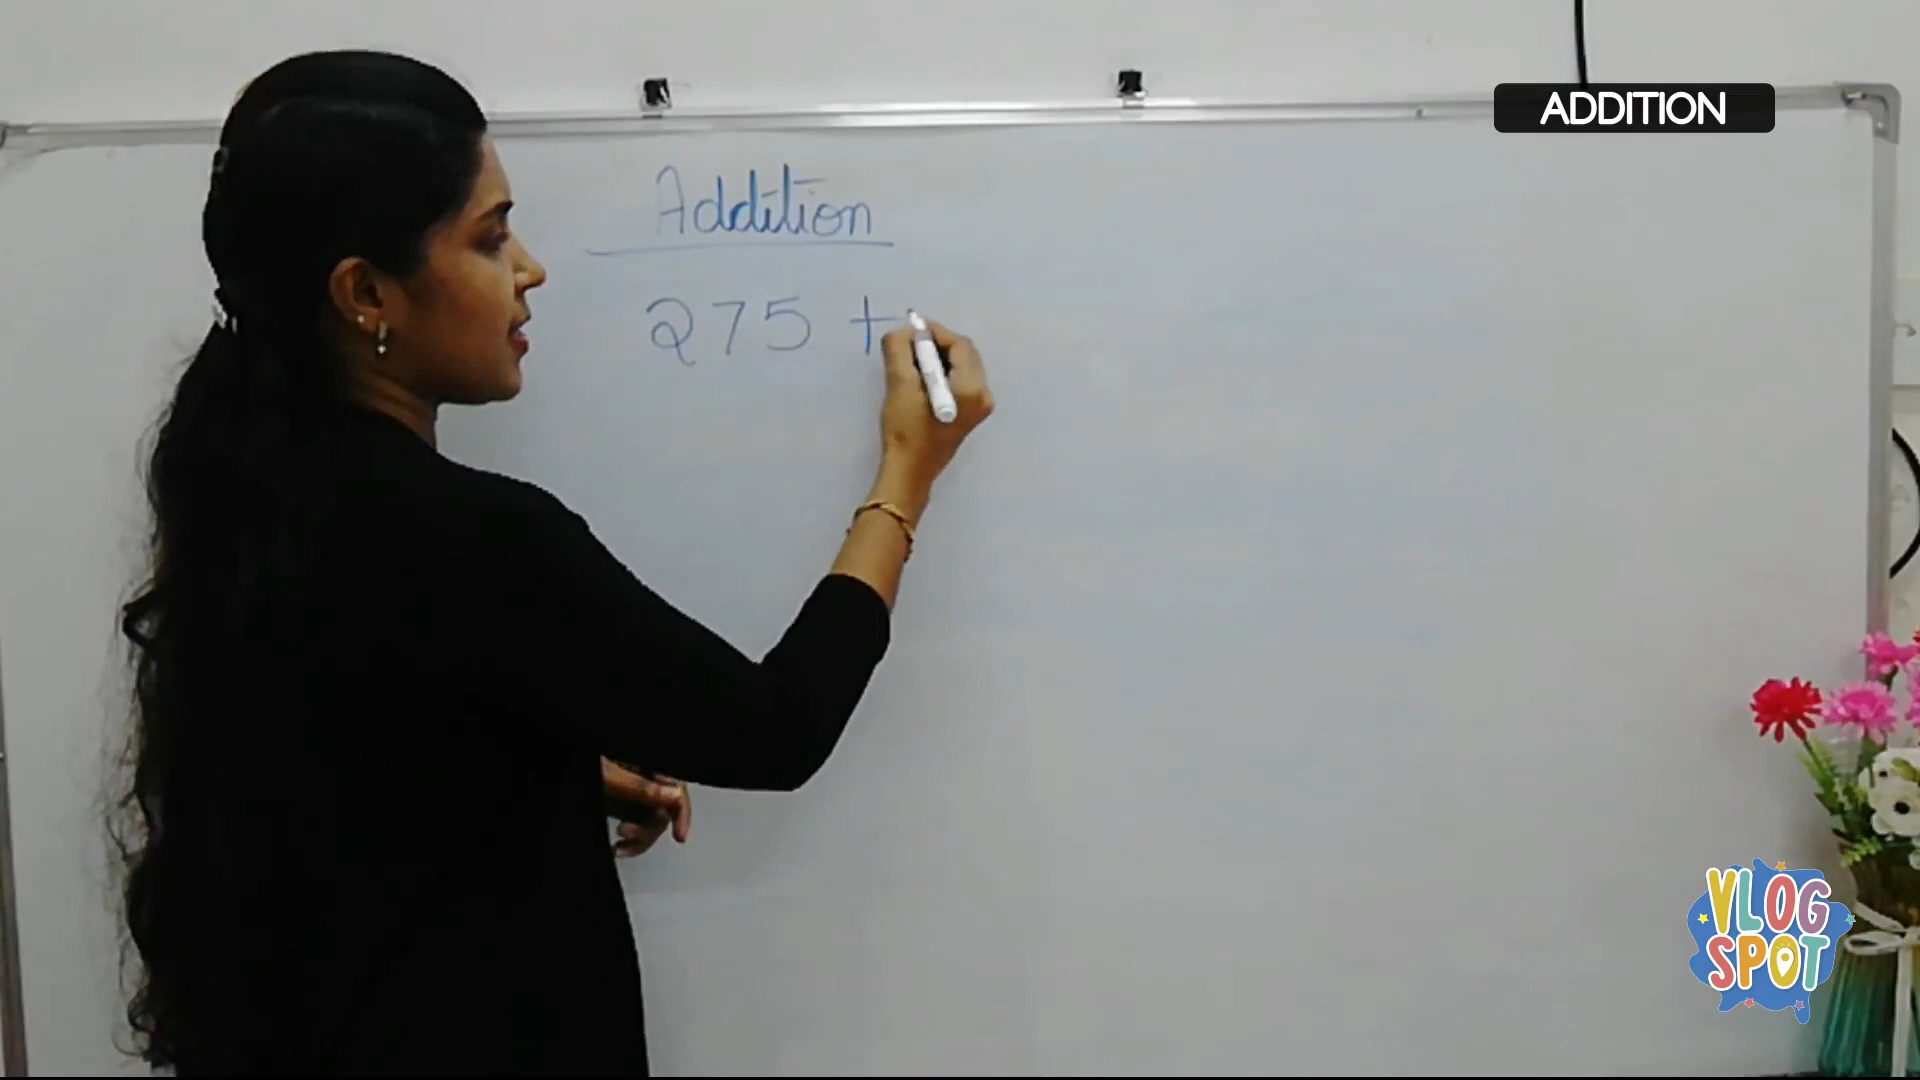 ADDITION
Addition
275 +
VLOG
SPOT